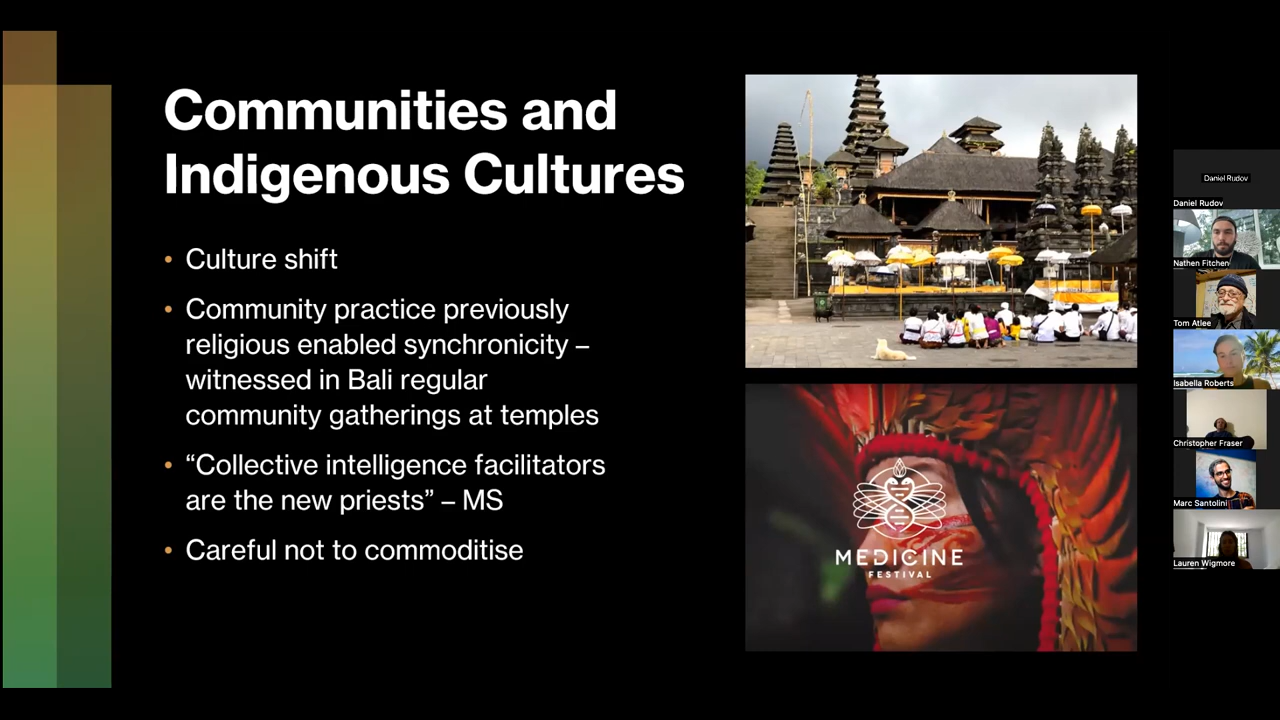 Communities and
Indigenous Cultures
• Culture shift
• Community practice previously
religious enabled synchronicity –
witnessed in Bali regular
community gatherings at temples
• “Collective intelligence facilitators
are the new priests” – MS
• Careful not to commoditise
MEDICINE
FESTIVAL
Daniel Rudov
Daniel Rudov
Nathen Fitchen
Tom Atlee
Isabella Roberts
Christopher Fraser
Marc Santolini
Lauren Wigmore